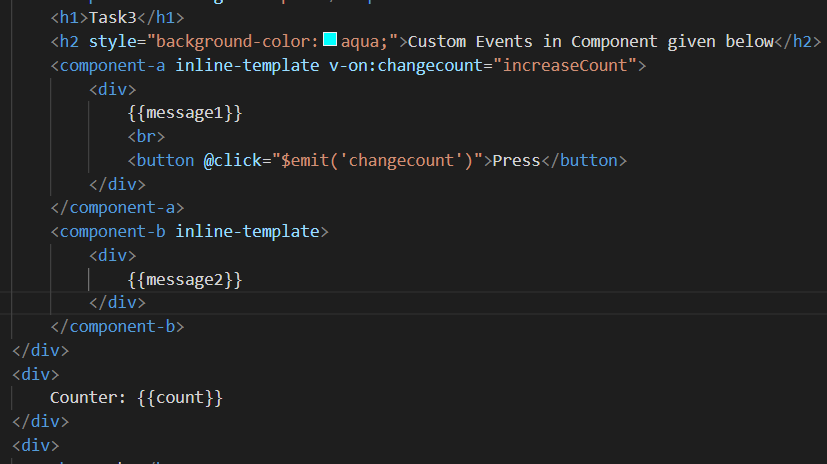 <h1>Task3</h1>
<h2 style="background-color: aqua;">Custom Events in Component given below</h2>
<component-a inline-template v-on:changecount="increaseCount">
<div>
{{message1}}
<br>
<button @click="$emit('changecount')">Press</button>
</div>
</component-a>
<component-b inline-template>
<div>
{{message2}}
</div>
</component-b>
</div>
<div>
Counter: {{count}}
</div>
<div>